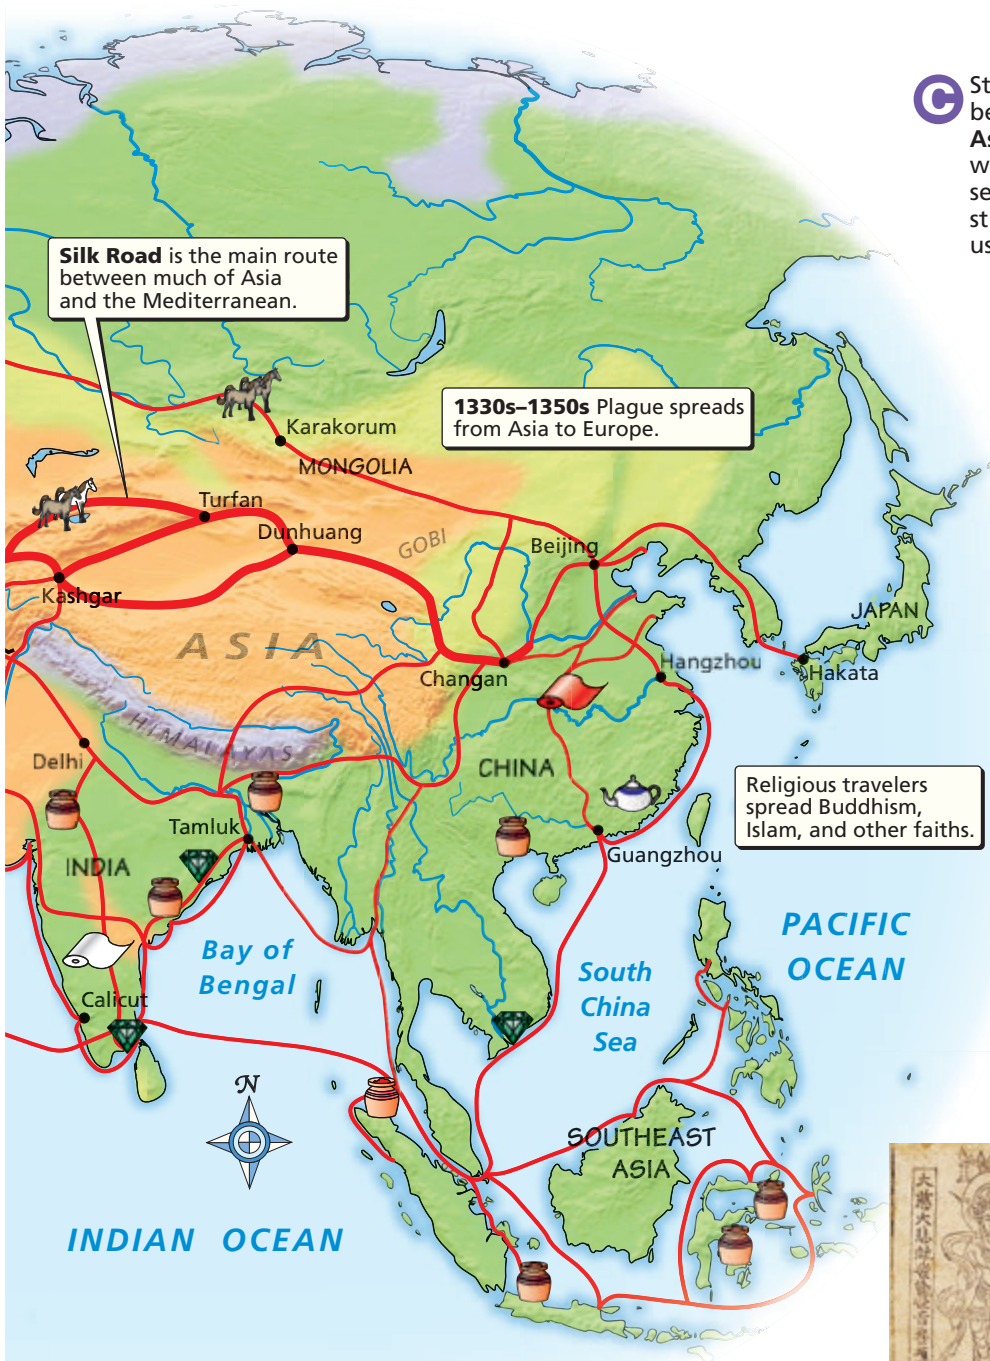 C
Silk Road is the main route
between much of Asia
and the Mediterranean.
1330s–1350s Plague spreads
from Asia to Europe.
Karakorum
MONGOLIA
Turfan
Dunhuang
GOBI
Beijing
Kashgar
JAPAN
ASIA
Changan
Hangzhou
Hakata
HIMALAYAS
Delhi
CHINA
Religious travelers
spread Buddhism,
Islam, and other faiths.
Tamluk
Guangzhou
INDIA
PACIFIC
OCEAN
Bay of
Bengal
South
China
Sea
Calicut
N
SOUTHEAST
ASIA
INDIAN OCEAN